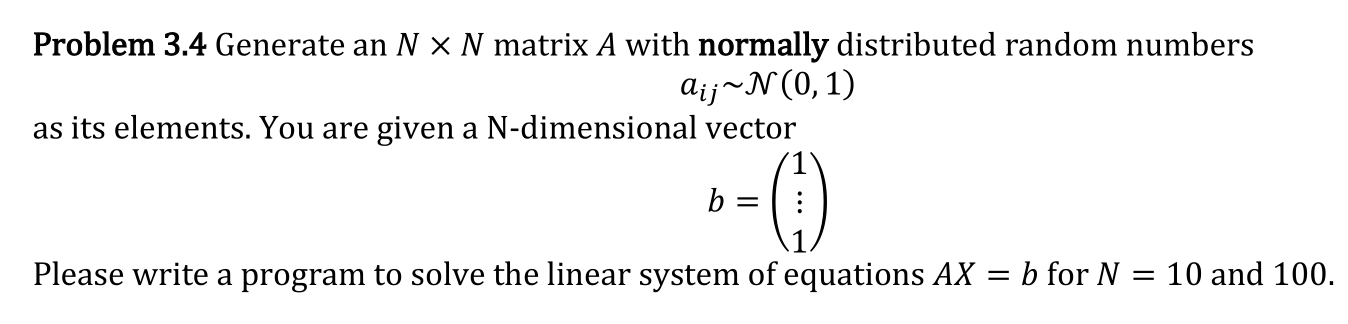 Problem 3.4 Generate an N × N matrix A with normally distributed random numbers
a_{ij}~𝒩(0, 1)
as its elements. You are given a N-dimensional vector
b = (1 ⋮ 1)
Please write a program to solve the linear system of equations AX = b for N = 10 and 100.